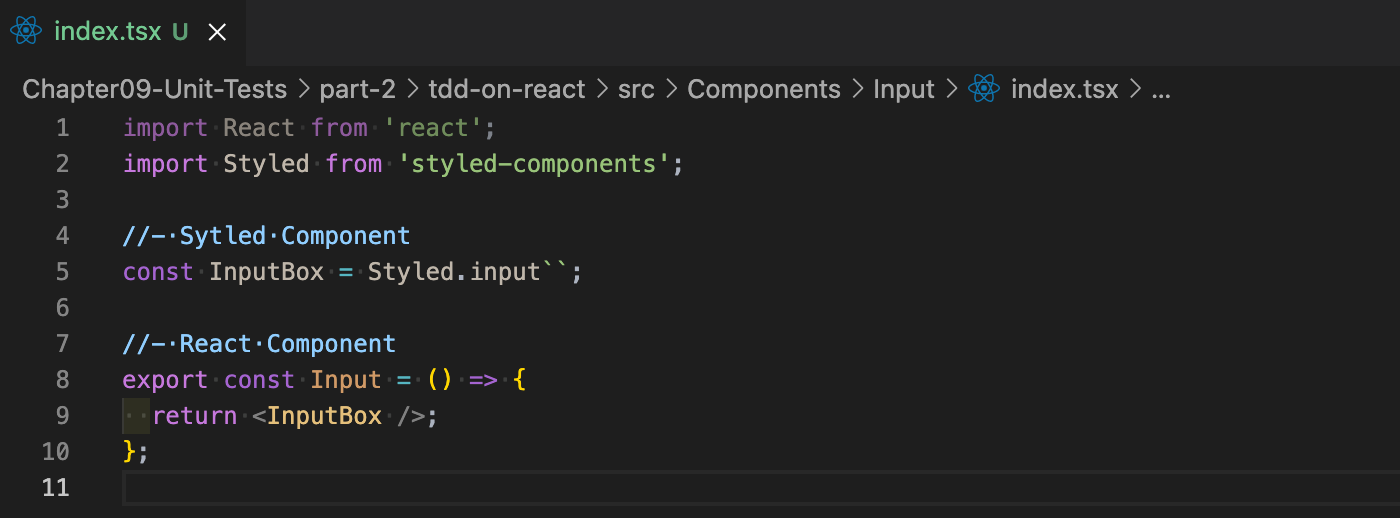 index.tsx U ×
Chapter09-Unit-Tests > part-2 > tdd-on-react > src > Components > Input > index.tsx > ...
1 import·React·from·'react';
2 import·Styled·from·'styled-components';
3
4 //-·Sytled·Component
5 const·InputBox·=·Styled.input``;
6
7 //-·React·Component
8 export·const·Input·=·()·=>·{
9 ··return·<InputBox·/>;
10 };
11